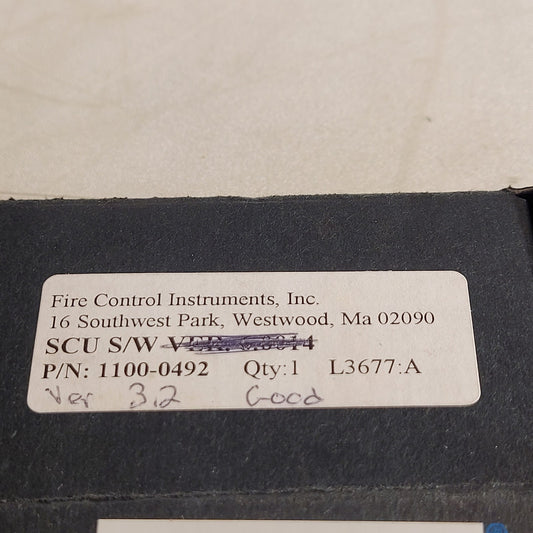 Fire Control Instruments, Inc.
16 Southwest Park, Westwood, Ma 02090
SCU S/W
P/N: 1100-0492 Qty:1 L3677:A
Ver 3.2 Good